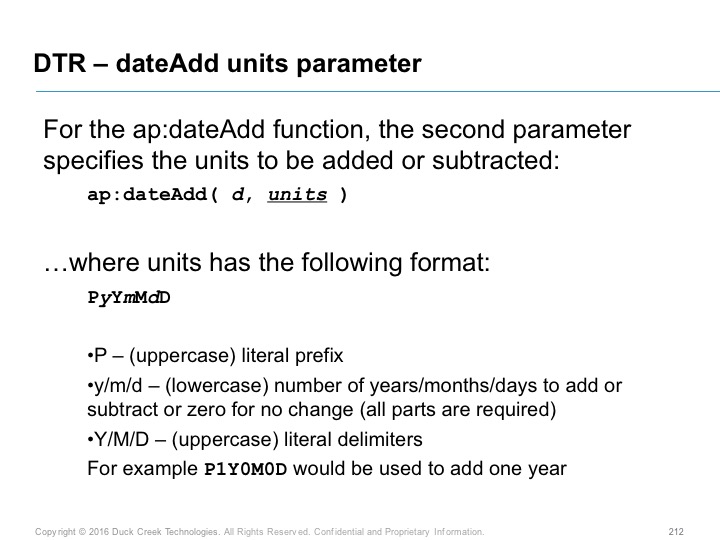 DTR – dateAdd units parameter
For the ap:dateAdd function, the second parameter
specifies the units to be added or subtracted:
ap:dateAdd( d, units )
…where units has the following format:
PyYmMdD
•P – (uppercase) literal prefix
•y/m/d – (lowercase) number of years/months/days to add or
subtract or zero for no change (all parts are required)
•Y/M/D – (uppercase) literal delimiters
For example P1Y0M0D would be used to add one year
Copyright © 2016 Duck Creek Technologies. All Rights Reserved. Confidential and Proprietary Information.
212